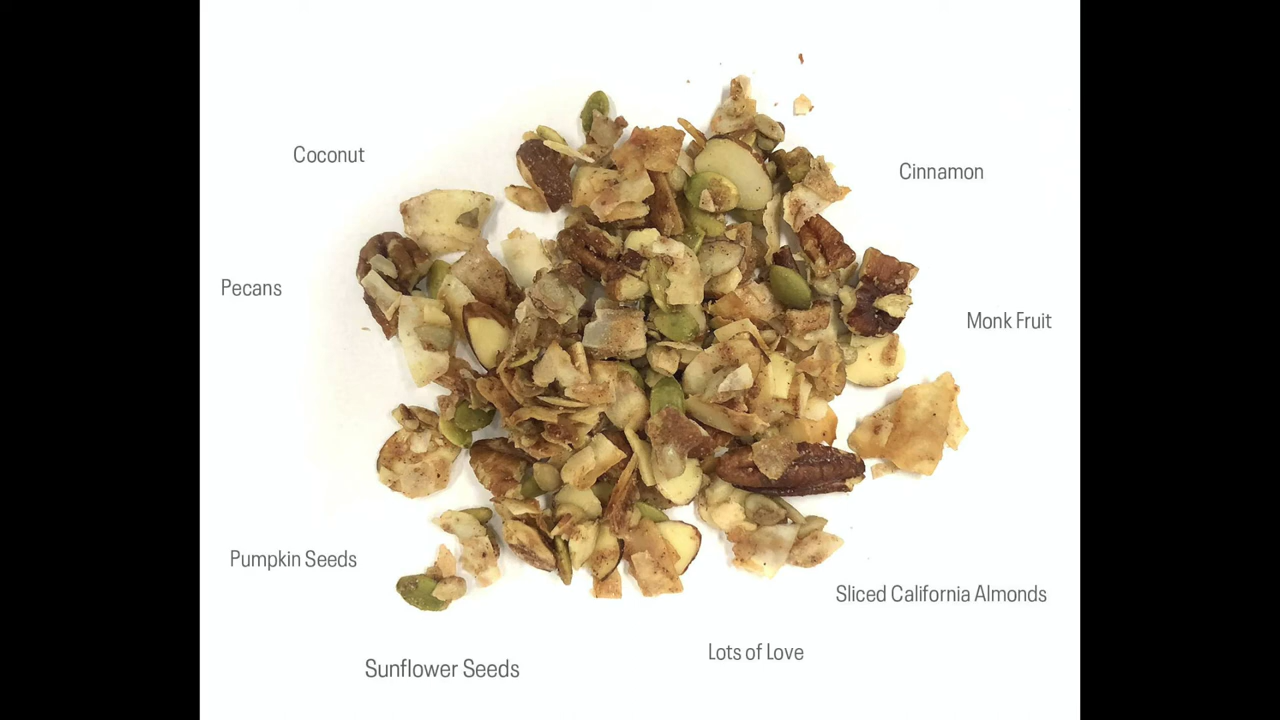 Coconut
Cinnamon
Pecans
Monk Fruit
Pumpkin Seeds
Sliced California Almonds
Lots of Love
Sunflower Seeds